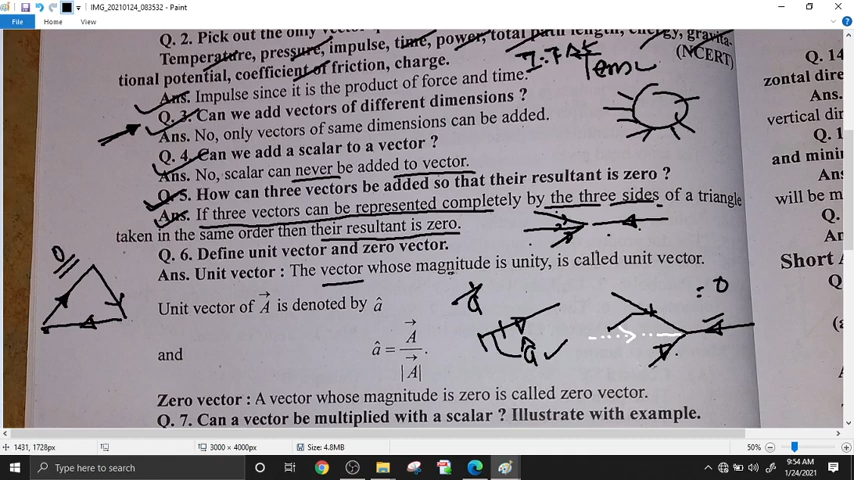 IMG_20210124_083532 - Paint
File
Home
View
Q. 2. Pick out the only vector
Temperature, pressure, impulse, time, power, total path length, energy, gravita-
tional potential, coefficient of friction, charge. (NCERT)
Ans. Impulse since it is the product of force and time.
Q. 3. Can we add vectors of different dimensions ?
Ans. No, only vectors of same dimensions can be added.
Q. 4. Can we add a scalar to a vector ?
Ans. No, scalar can never be added to vector.
Q. 5. How can three vectors be added so that their resultant is zero ?
Ans. If three vectors can be represented completely by the three sides of a triangle
taken in the same order then their resultant is zero.
Q. 6. Define unit vector and zero vector.
Ans. Unit vector : The vector whose magnitude is unity, is called unit vector.
= 0
Unit vector of A⃗ is denoted by â
â
and â = A⃗ / |A⃗| .
Zero vector : A vector whose magnitude is zero is called zero vector.
Q. 7. Can a vector be multiplied with a scalar ? Illustrate with example.
Q. 14
zontal dire
Ans.
vertical dir
Q. 1
and mini
Ans
will be m
Q.
Ar
Short A
Q
1431, 1728px
3000 × 4000px
Size: 4.8MB
50%
Type here to search
9:54 AM
1/24/2021